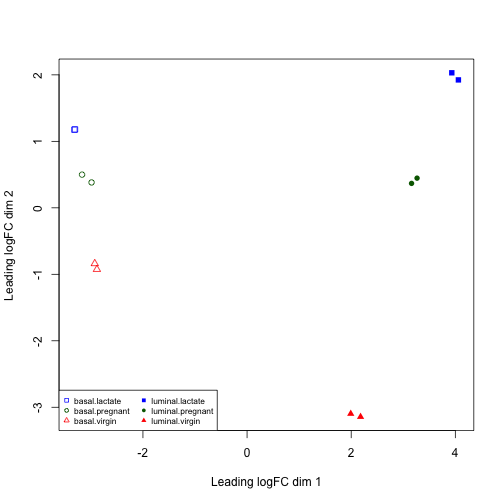 2
1
0
-1
-2
-3
Leading logFC dim 2
basal.lactate luminal.lactate
basal.pregnant luminal.pregnant
basal.virgin luminal.virgin
-2 0 2 4
Leading logFC dim 1